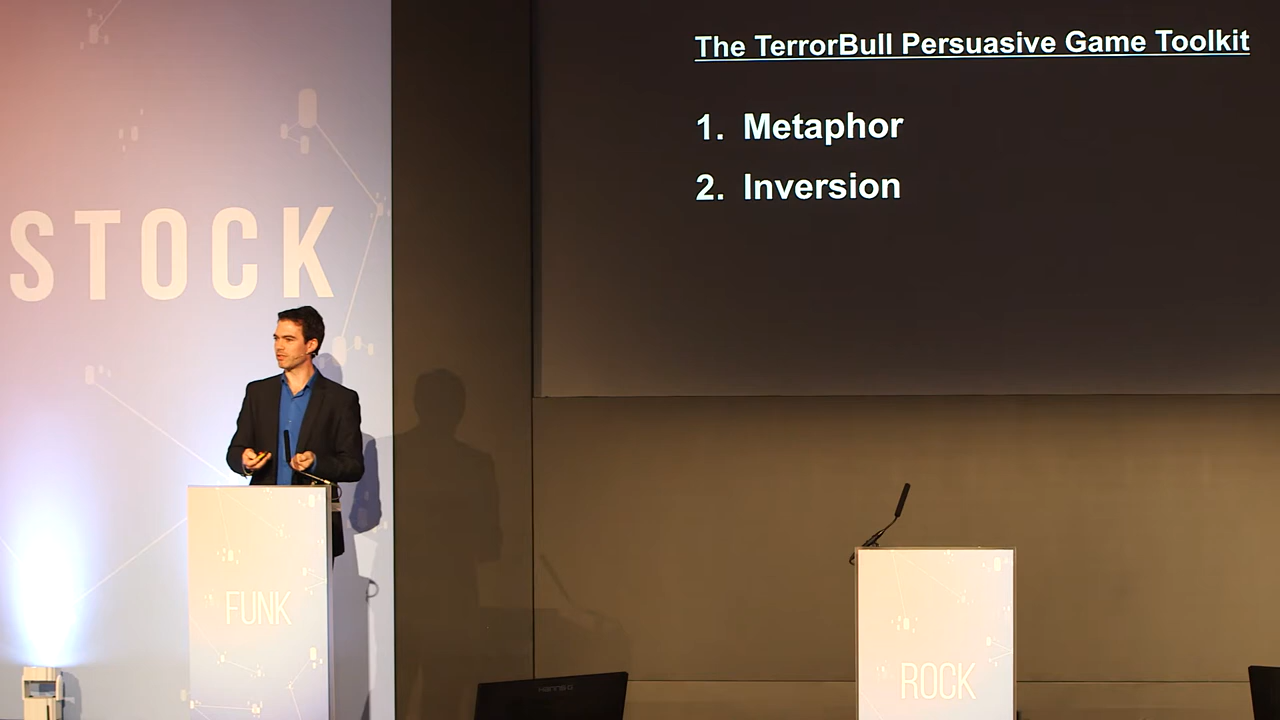 The TerrorBull Persuasive Game Toolkit
1. Metaphor
2. Inversion
STOCK
FUNK
ROCK